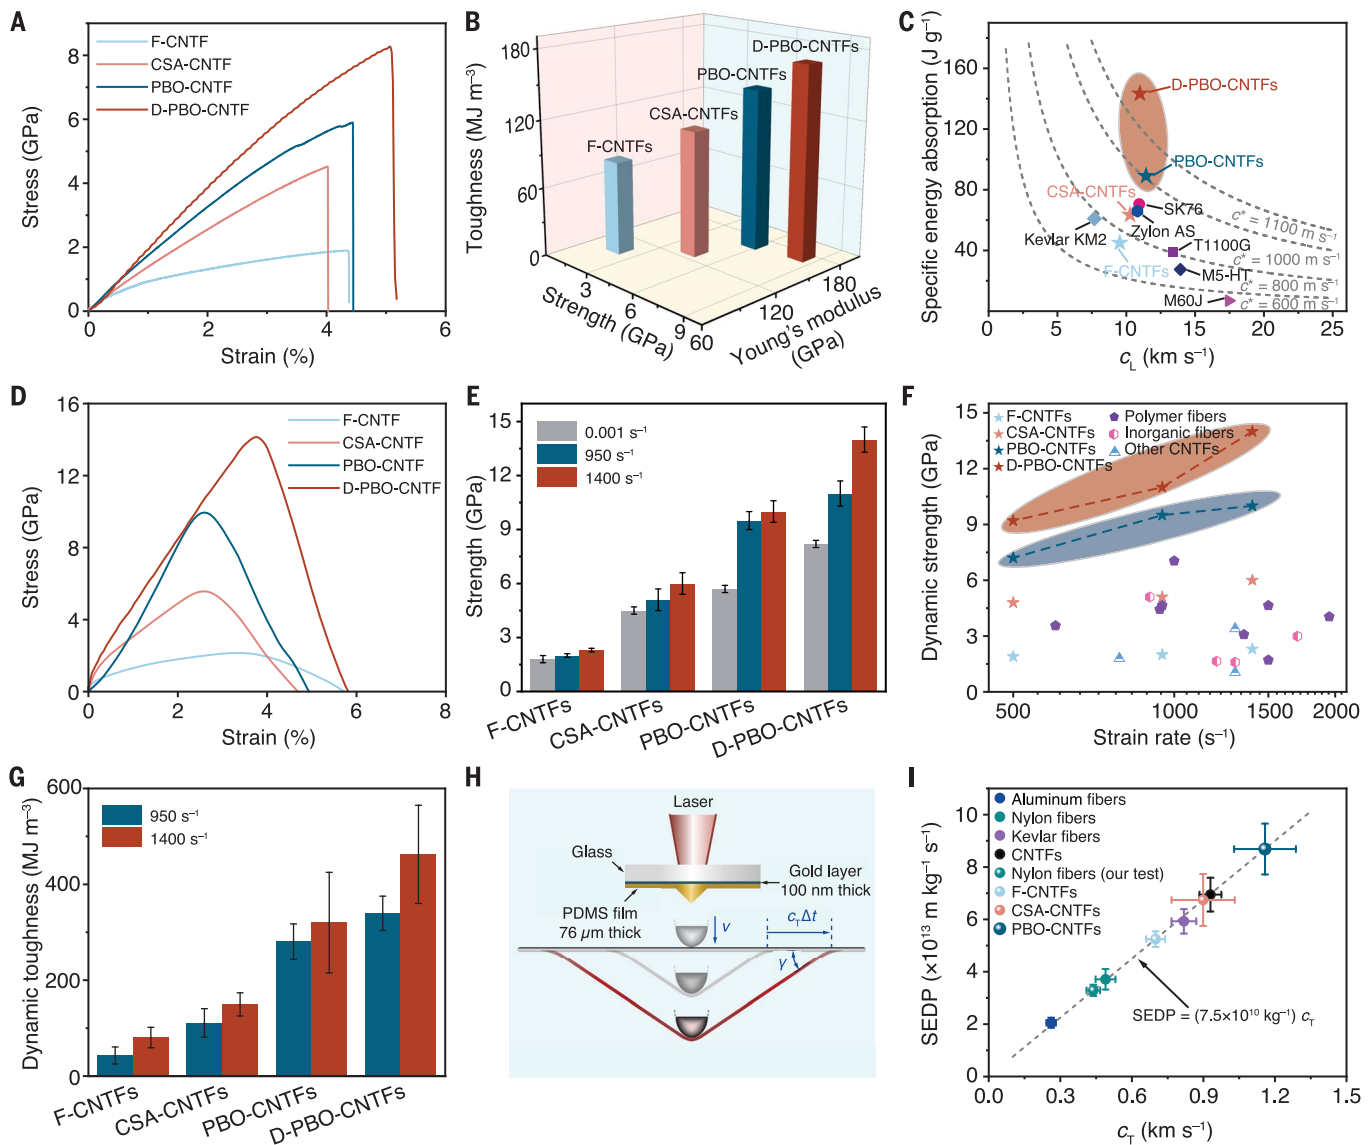 A
F-CNTF
CSA-CNTF
PBO-CNTF
D-PBO-CNTF
Stress (GPa)
8
6
4
2
0
0 2 4 6
Strain (%)
B
Toughness (MJ m⁻³)
180
120
60
0
F-CNTFs
CSA-CNTFs
PBO-CNTFs
D-PBO-CNTFs
3
6
9
Strength (GPa)
60
120
180
Young's modulus
(GPa)
C
Specific energy absorption (J g⁻¹)
160
120
80
40
0
D-PBO-CNTFs
PBO-CNTFs
CSA-CNTFs
SK76
Kevlar KM2
Zylon AS
F-CNTFs
T1100G
M5-HT
M60J
c* = 1100 m s⁻¹
c* = 1000 m s⁻¹
c* = 800 m s⁻¹
c* = 600 m s⁻¹
0 5 10 15 20 25
c_L (km s⁻¹)
D
F-CNTF
CSA-CNTF
PBO-CNTF
D-PBO-CNTF
Stress (GPa)
16
12
8
4
0
0 2 4 6 8
Strain (%)
E
0.001 s⁻¹
950 s⁻¹
1400 s⁻¹
Strength (GPa)
15
12
9
6
3
0
F-CNTFs
CSA-CNTFs
PBO-CNTFs
D-PBO-CNTFs
F
F-CNTFs
CSA-CNTFs
PBO-CNTFs
D-PBO-CNTFs
Polymer fibers
Inorganic fibers
Other CNTFs
Dynamic strength (GPa)
15
12
9
6
3
0
500 1000 1500 2000
Strain rate (s⁻¹)
G
950 s⁻¹
1400 s⁻¹
Dynamic toughness (MJ m⁻³)
600
400
200
0
F-CNTFs
CSA-CNTFs
PBO-CNTFs
D-PBO-CNTFs
H
Laser
Glass
Gold layer
100 nm thick
PDMS film
76 μm thick
v
c_TΔt
γ
I
Aluminum fibers
Nylon fibers
Kevlar fibers
CNTFs
Nylon fibers (our test)
F-CNTFs
CSA-CNTFs
PBO-CNTFs
SEDP (×10¹³ m kg⁻¹ s⁻¹)
10
8
6
4
2
0
SEDP = (7.5×10¹⁰ kg⁻¹) c_T
0.0 0.3 0.6 0.9 1.2 1.5
c_T (km s⁻¹)